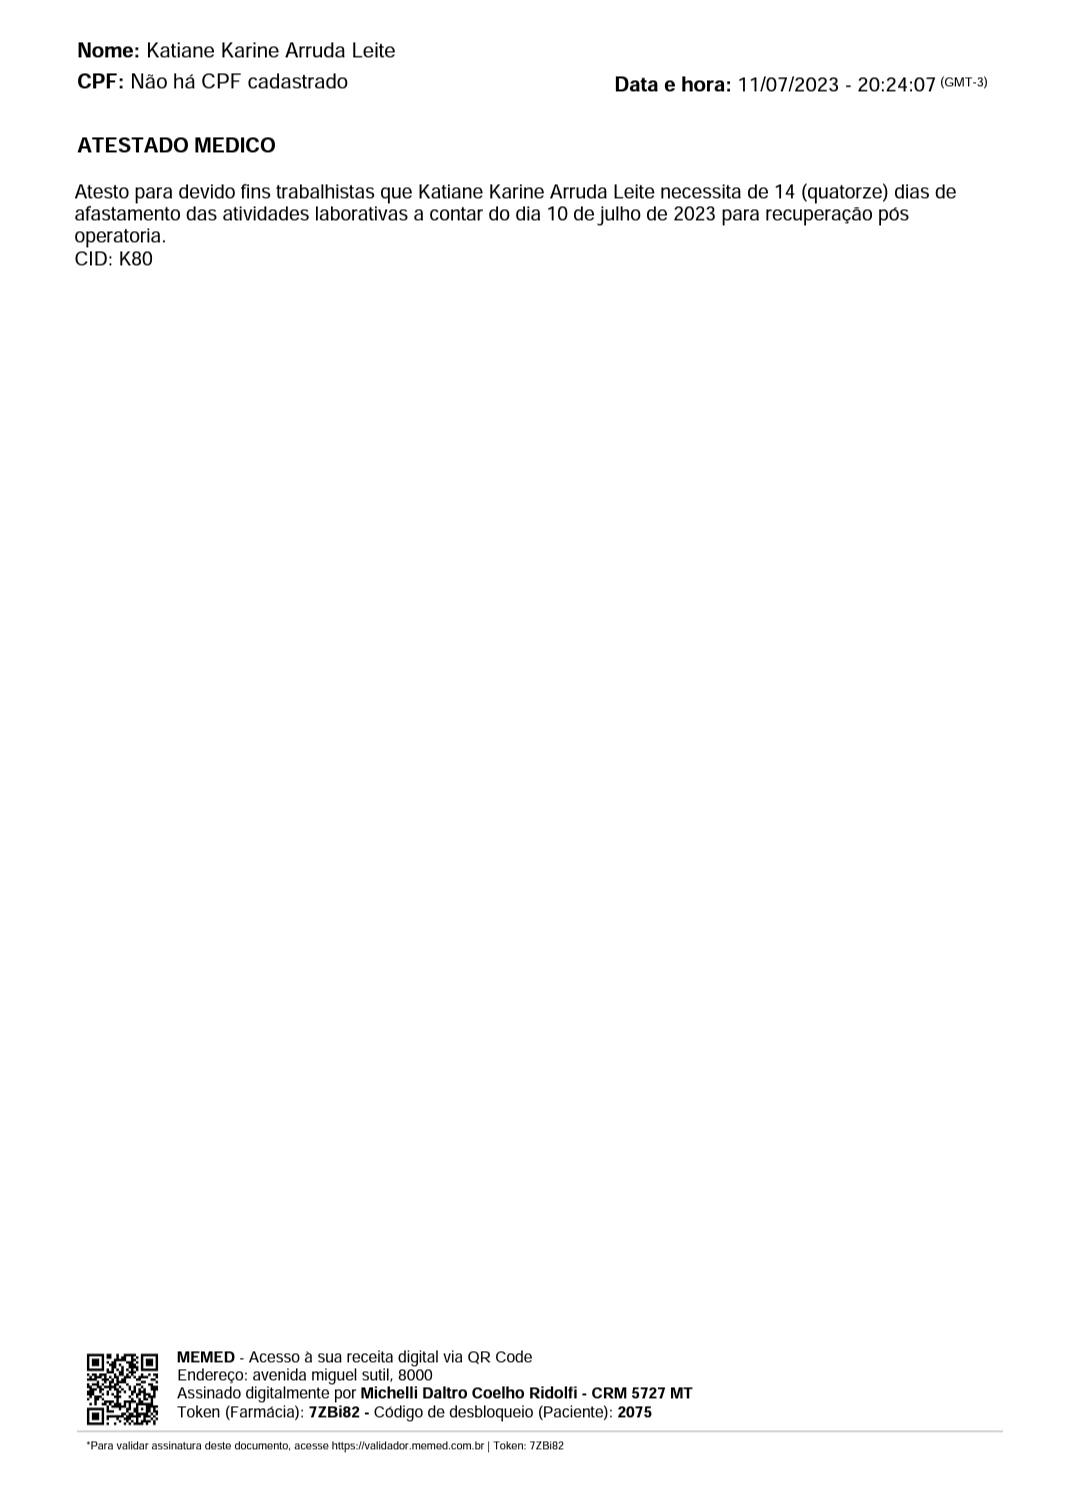 Nome: Katiane Karine Arruda Leite
CPF: Não há CPF cadastrado
Data e hora: 11/07/2023 - 20:24:07 (GMT-3)
ATESTADO MEDICO
Atesto para devido fins trabalhistas que Katiane Karine Arruda Leite necessita de 14 (quatorze) dias de
afastamento das atividades laborativas a contar do dia 10 de julho de 2023 para recuperação pós
operatoria.
CID: K80
MEMED - Acesso à sua receita digital via QR Code
Endereço: avenida miguel sutil, 8000
Assinado digitalmente por Michelli Daltro Coelho Ridolfi - CRM 5727 MT
Token (Farmácia): 7ZBi82 - Código de desbloqueio (Paciente): 2075
*Para validar assinatura deste documento, acesse https://validador.memed.com.br | Token: 7ZBi82